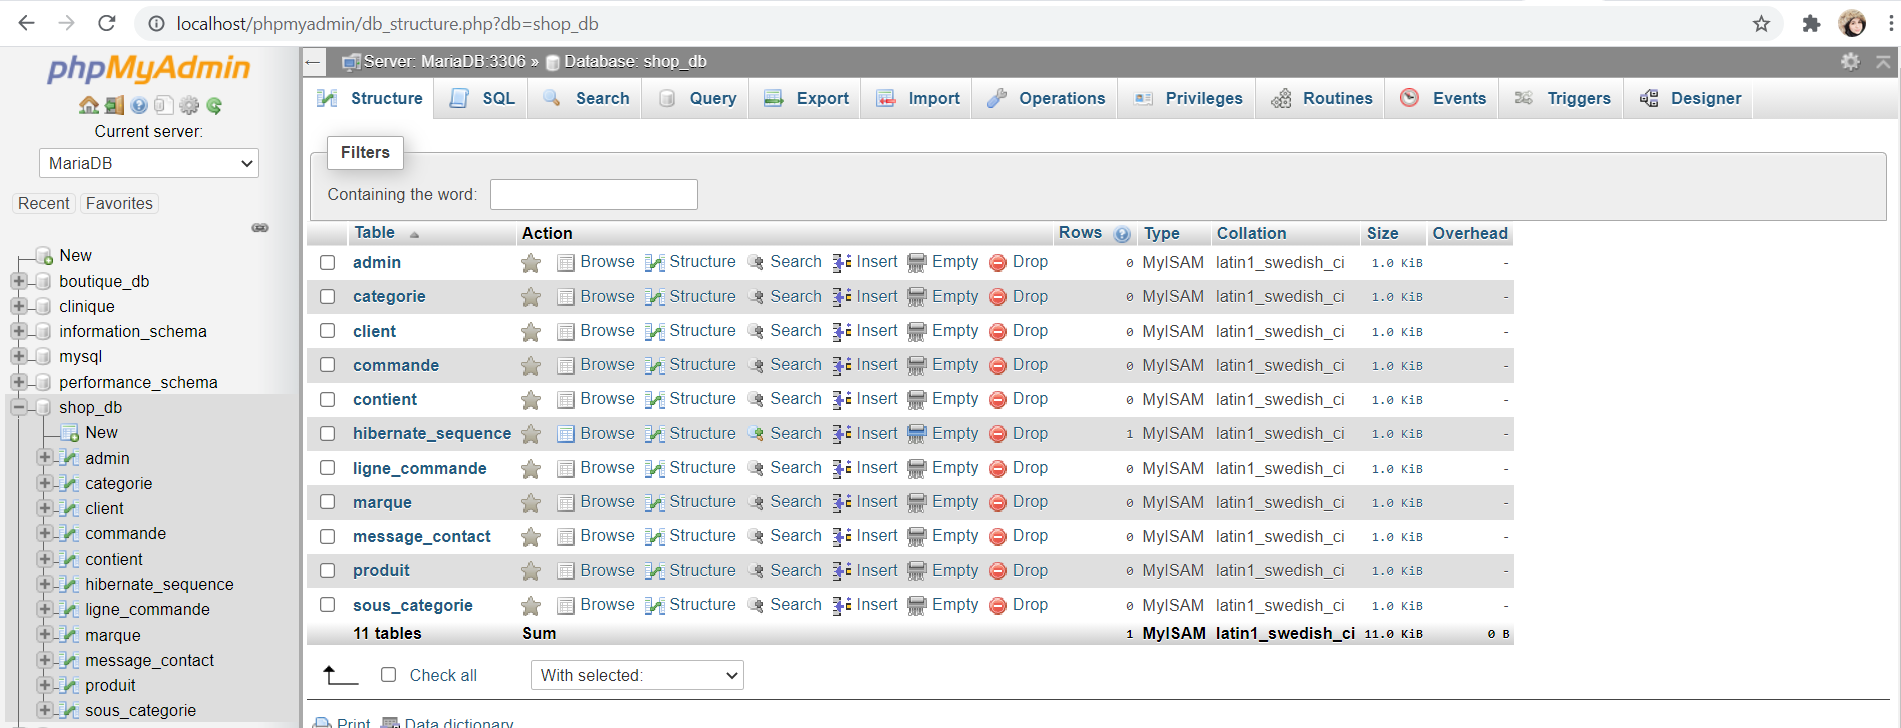 localhost/phpmyadmin/db_structure.php?db=shop_db
phpMyAdmin
Current server:
MariaDB
Recent Favorites
New
boutique_db
clinique
information_schema
mysql
performance_schema
shop_db
New
admin
categorie
client
commande
contient
hibernate_sequence
ligne_commande
marque
message_contact
produit
sous_categorie
Server: MariaDB:3306 » Database: shop_db
Structure SQL Search Query Export Import Operations Privileges Routines Events Triggers Designer
Filters
Containing the word:
Table Action Rows Type Collation Size Overhead
admin Browse Structure Search Insert Empty Drop 0 MyISAM latin1_swedish_ci 1.0 KiB -
categorie Browse Structure Search Insert Empty Drop 0 MyISAM latin1_swedish_ci 1.0 KiB -
client Browse Structure Search Insert Empty Drop 0 MyISAM latin1_swedish_ci 1.0 KiB -
commande Browse Structure Search Insert Empty Drop 0 MyISAM latin1_swedish_ci 1.0 KiB -
contient Browse Structure Search Insert Empty Drop 0 MyISAM latin1_swedish_ci 1.0 KiB -
hibernate_sequence Browse Structure Search Insert Empty Drop 1 MyISAM latin1_swedish_ci 1.0 KiB -
ligne_commande Browse Structure Search Insert Empty Drop 0 MyISAM latin1_swedish_ci 1.0 KiB -
marque Browse Structure Search Insert Empty Drop 0 MyISAM latin1_swedish_ci 1.0 KiB -
message_contact Browse Structure Search Insert Empty Drop 0 MyISAM latin1_swedish_ci 1.0 KiB -
produit Browse Structure Search Insert Empty Drop 0 MyISAM latin1_swedish_ci 1.0 KiB -
sous_categorie Browse Structure Search Insert Empty Drop 0 MyISAM latin1_swedish_ci 1.0 KiB -
11 tables Sum 1 MyISAM latin1_swedish_ci 11.0 KiB 0 B
Check all With selected:
Print Data dictionary